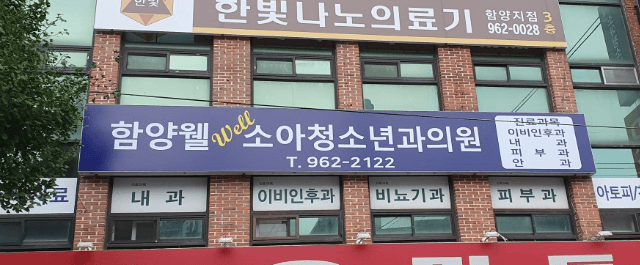 한빛
한빛나노의료기
함양지점
962-0028
3층
함양웰 Well 소아청소년과의원
T. 962-2122
진료과목
이비인후과
내 과
피부과
안 과
료
내 과
이비인후과
비뇨기과
피부과
아토피/